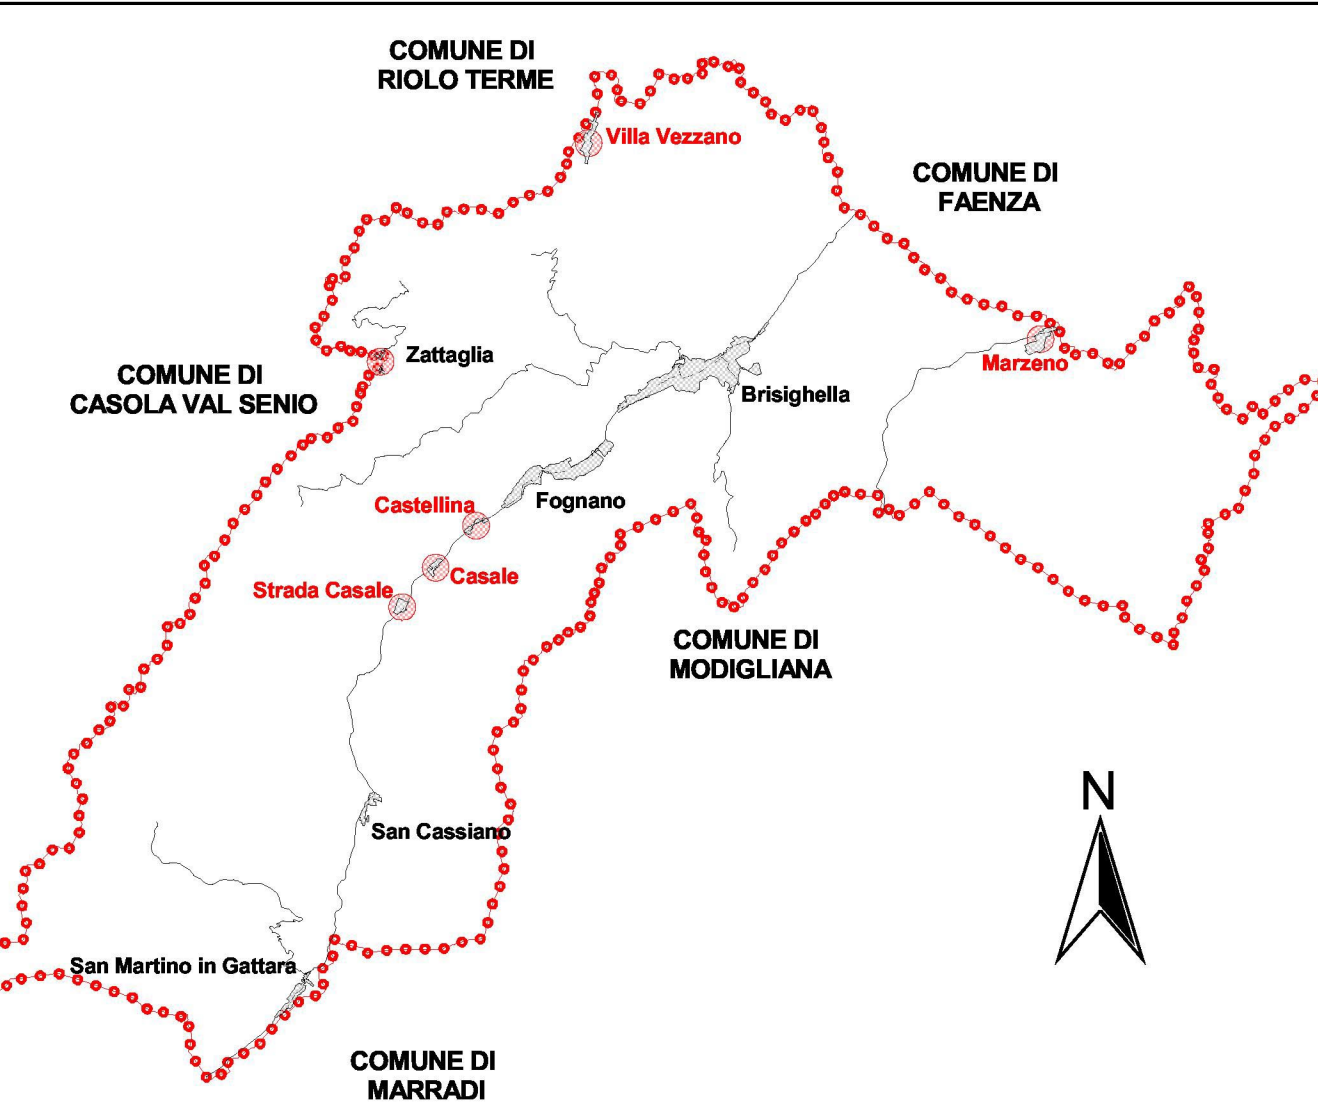 COMUNE DI
RIOLO TERME
Villa Vezzano
COMUNE DI
FAENZA
Zattaglia
Marzeno
COMUNE DI
CASOLA VAL SENIO
Brisighella
Castellina
Fognano
Casale
Strada Casale
COMUNE DI
MODIGLIANA
N
San Cassiano
San Martino in Gattara
COMUNE DI
MARRADI